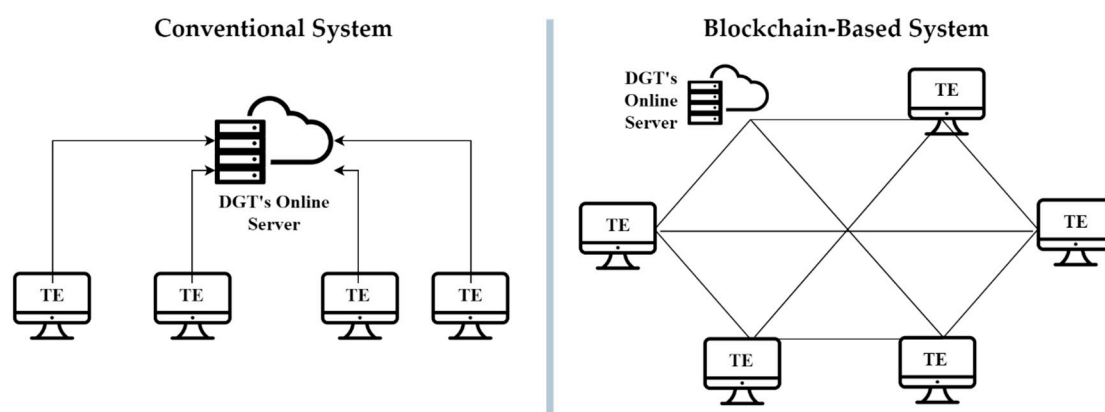 Conventional System
DGT's Online
Server
TE
TE
TE
TE
Blockchain-Based System
DGT's
Online
Server
TE
TE
TE
TE
TE